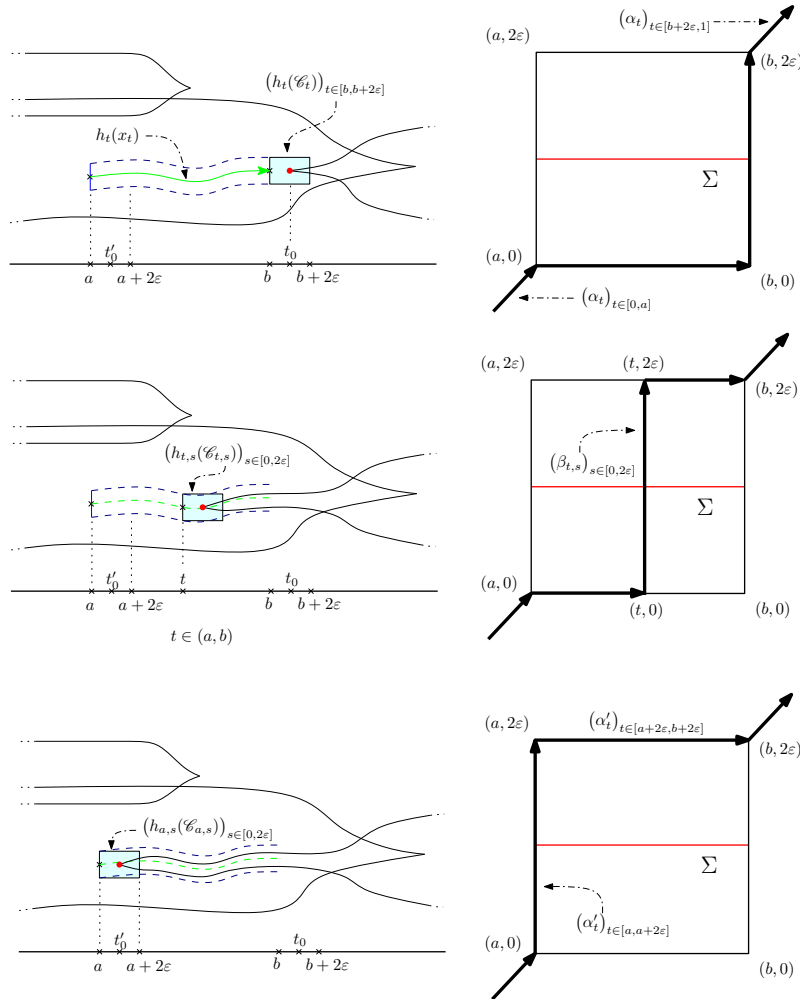 $(h_t(\mathscr{C}_t))_{t\in[b,b+2\varepsilon]}$
$h_t(x_t)$
$a$ $t_0'$ $a+2\varepsilon$ $b$ $t_0$ $b+2\varepsilon$
$(\alpha_t)_{t\in[b+2\varepsilon,1]}$
$(a,2\varepsilon)$
$(b,2\varepsilon)$
$\Sigma$
$(a,0)$
$(b,0)$
$(\alpha_t)_{t\in[0,a]}$
$(h_{t,s}(\mathscr{C}_{t,s}))_{s\in[0,2\varepsilon]}$
$a$ $t_0'$ $a+2\varepsilon$ $t$ $b$ $t_0$ $b+2\varepsilon$
$t\in(a,b)$
$(a,2\varepsilon)$ $(t,2\varepsilon)$
$(b,2\varepsilon)$
$(\beta_{t,s})_{s\in[0,2\varepsilon]}$
$\Sigma$
$(a,0)$
$(t,0)$ $(b,0)$
$(h_{a,s}(\mathscr{C}_{a,s}))_{s\in[0,2\varepsilon]}$
$a$ $t_0'$ $a+2\varepsilon$ $b$ $t_0$ $b+2\varepsilon$
$(a,2\varepsilon)$ $(\alpha_t')_{t\in[a+2\varepsilon,b+2\varepsilon]}$
$(b,2\varepsilon)$
$\Sigma$
$(\alpha_t')_{t\in[a,a+2\varepsilon]}$
$(a,0)$
$(b,0)$